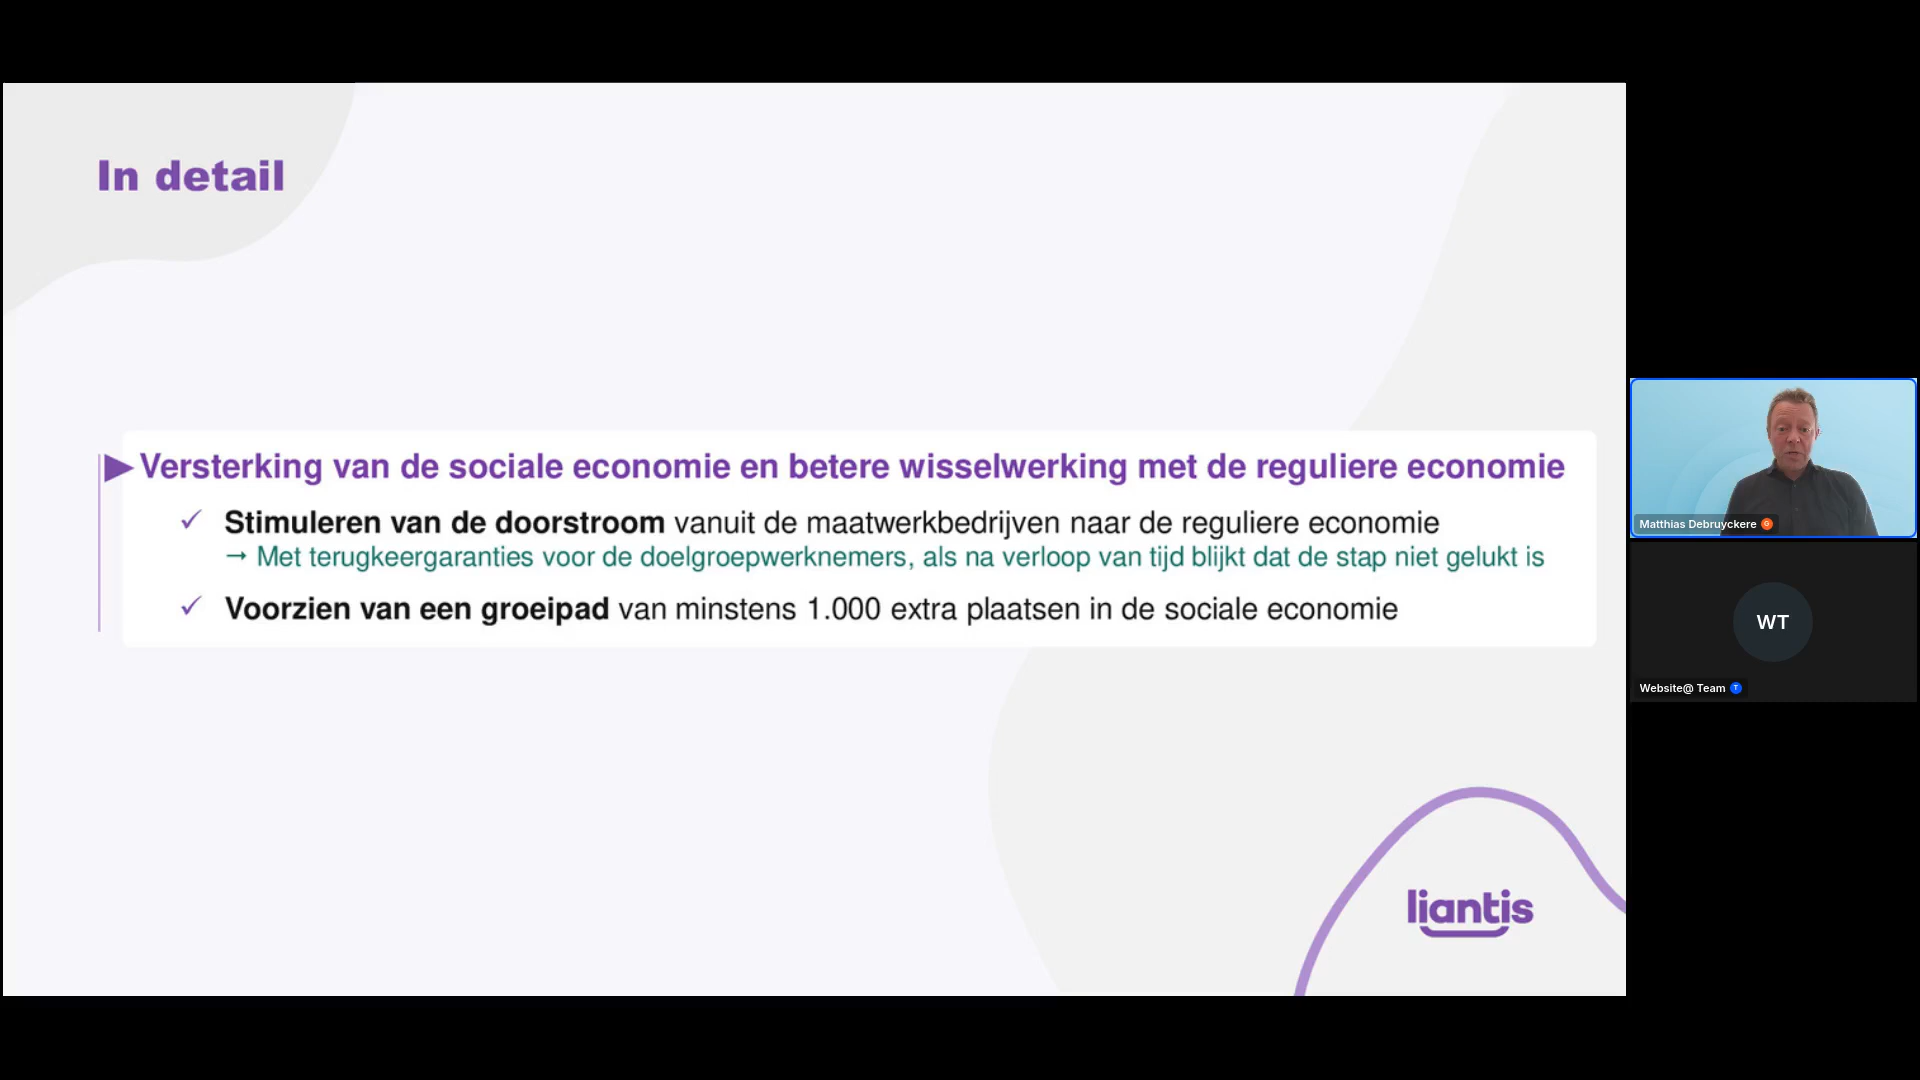 In detail
▶ Versterking van de sociale economie en betere wisselwerking met de reguliere economie
✓ Stimuleren van de doorstroom vanuit de maatwerkbedrijven naar de reguliere economie
→ Met terugkeergaranties voor de doelgroepwerknemers, als na verloop van tijd blijkt dat de stap niet gelukt is
✓ Voorzien van een groeipad van minstens 1.000 extra plaatsen in de sociale economie
liantis
Matthias Debruyckere G
WT
Website@ Team T